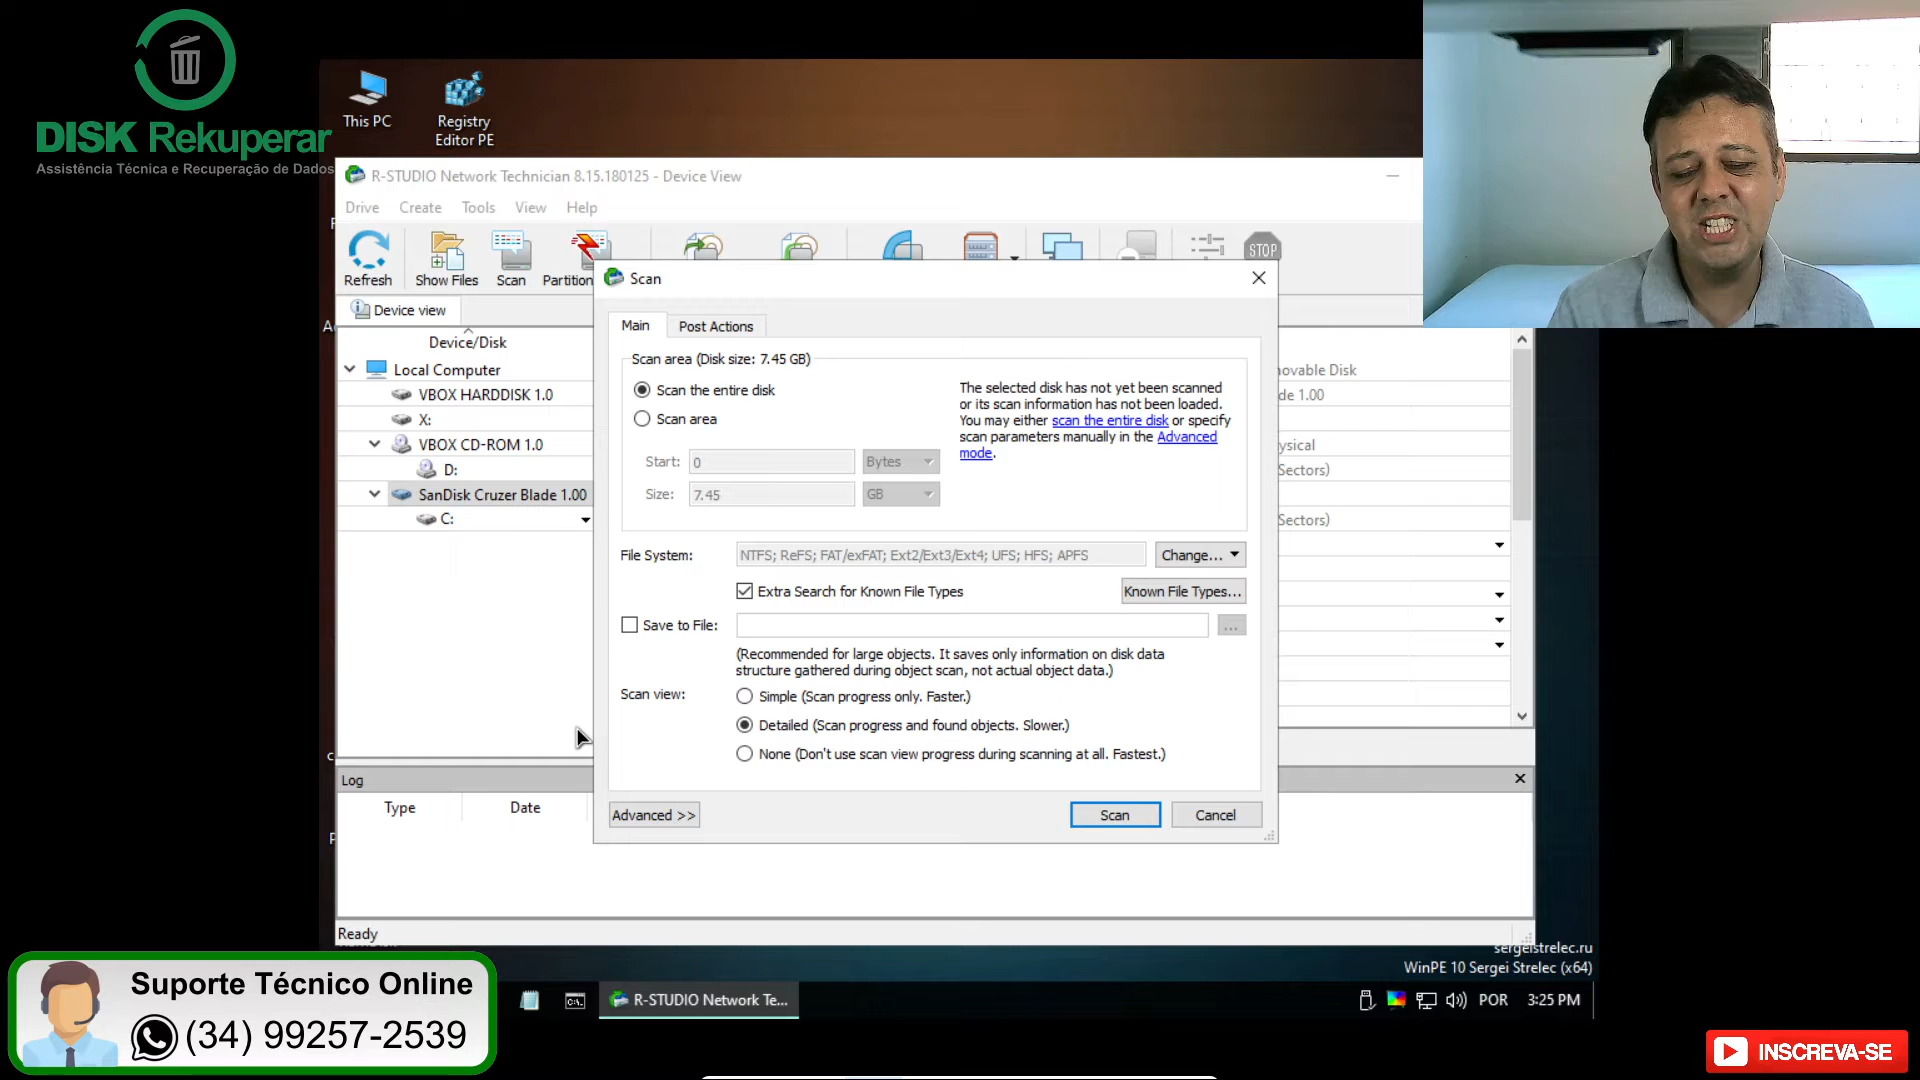 DISK Rekuperar
Assistência Técnica e Recuperação de Dados
This PC
Registry
Editor PE
R-STUDIO Network Technician 8.15.180125 - Device View
Drive Create Tools View Help
Refresh Show Files Scan Partition
STOP
Device view
Device/Disk
Local Computer
VBOX HARDDISK 1.0
X:
VBOX CD-ROM 1.0
D:
SanDisk Cruzer Blade 1.00
C:
Scan
Main Post Actions
Scan area (Disk size: 7.45 GB)
Scan the entire disk
Scan area
Start: 0 Bytes
Size: 7.45 GB
The selected disk has not yet been scanned
or its scan information has not been loaded.
You may either scan the entire disk or specify
scan parameters manually in the Advanced
mode.
File System: NTFS; ReFS; FAT/exFAT; Ext2/Ext3/Ext4; UFS; HFS; APFS Change...
Extra Search for Known File Types Known File Types...
Save to File: ...
(Recommended for large objects. It saves only information on disk data
structure gathered during object scan, not actual object data.)
Scan view: Simple (Scan progress only. Faster.)
Detailed (Scan progress and found objects. Slower.)
None (Don't use scan view progress during scanning at all. Fastest.)
Advanced >> Scan Cancel
Disk
1.00
Sectors)
Sectors)
Log
Type Date
Ready
sergeistrelec.ru
WinPE 10 Sergei Strelec (x64)
R-STUDIO Network Te...
POR 3:25 PM
Suporte Técnico Online
(34) 99257-2539
INSCREVA-SE